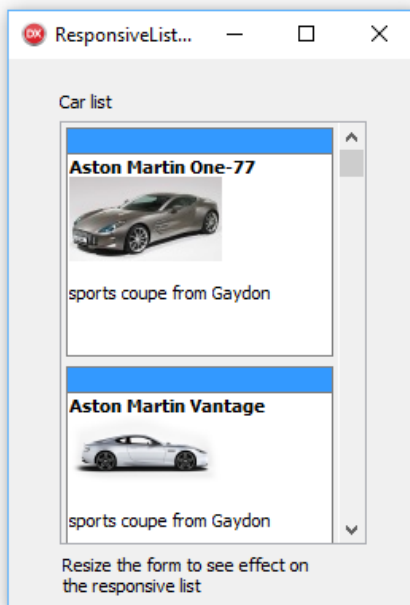 DX ResponsiveList...
Car list
Aston Martin One-77
sports coupe from Gaydon
Aston Martin Vantage
sports coupe from Gaydon
Resize the form to see effect on
the responsive list